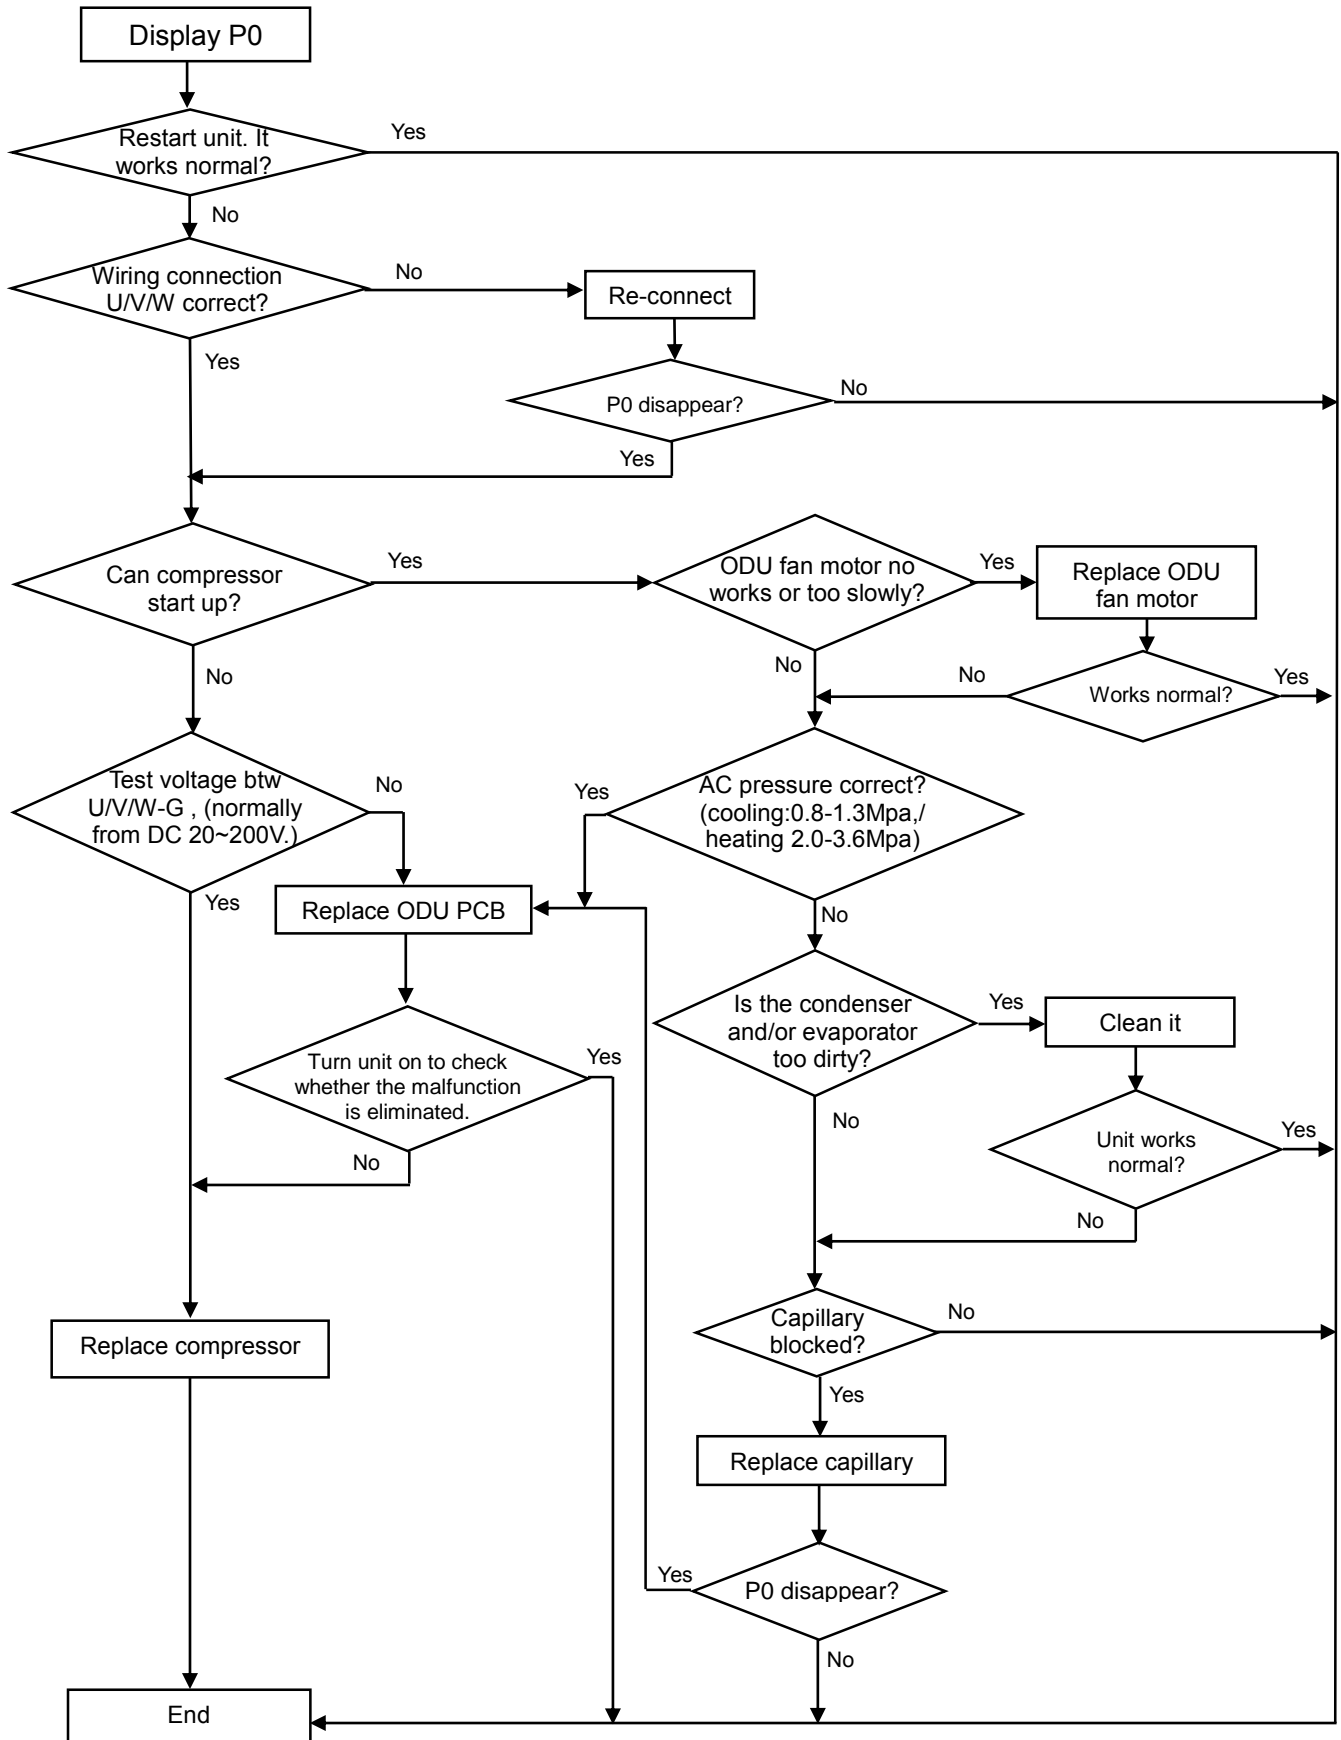 Display P0
Restart unit. It
works normal?
Yes
No
Wiring connection
U/V/W correct?
No
Re-connect
Yes
P0 disappear?
No
Yes
Can compressor
start up?
Yes
ODU fan motor no
works or too slowly?
Yes
Replace ODU
fan motor
No
No
No
Works normal?
Yes
Test voltage btw
U/V/W-G , (normally
from DC 20~200V.)
No
Yes
AC pressure correct?
(cooling:0.8-1.3Mpa,/
heating 2.0-3.6Mpa)
Yes
Replace ODU PCB
No
Is the condenser
and/or evaporator
too dirty?
Yes
Clean it
Turn unit on to check
whether the malfunction
is eliminated.
Yes
No
No
Unit works
normal?
Yes
No
Capillary
blocked?
No
Replace compressor
Yes
Replace capillary
Yes
P0 disappear?
No
End